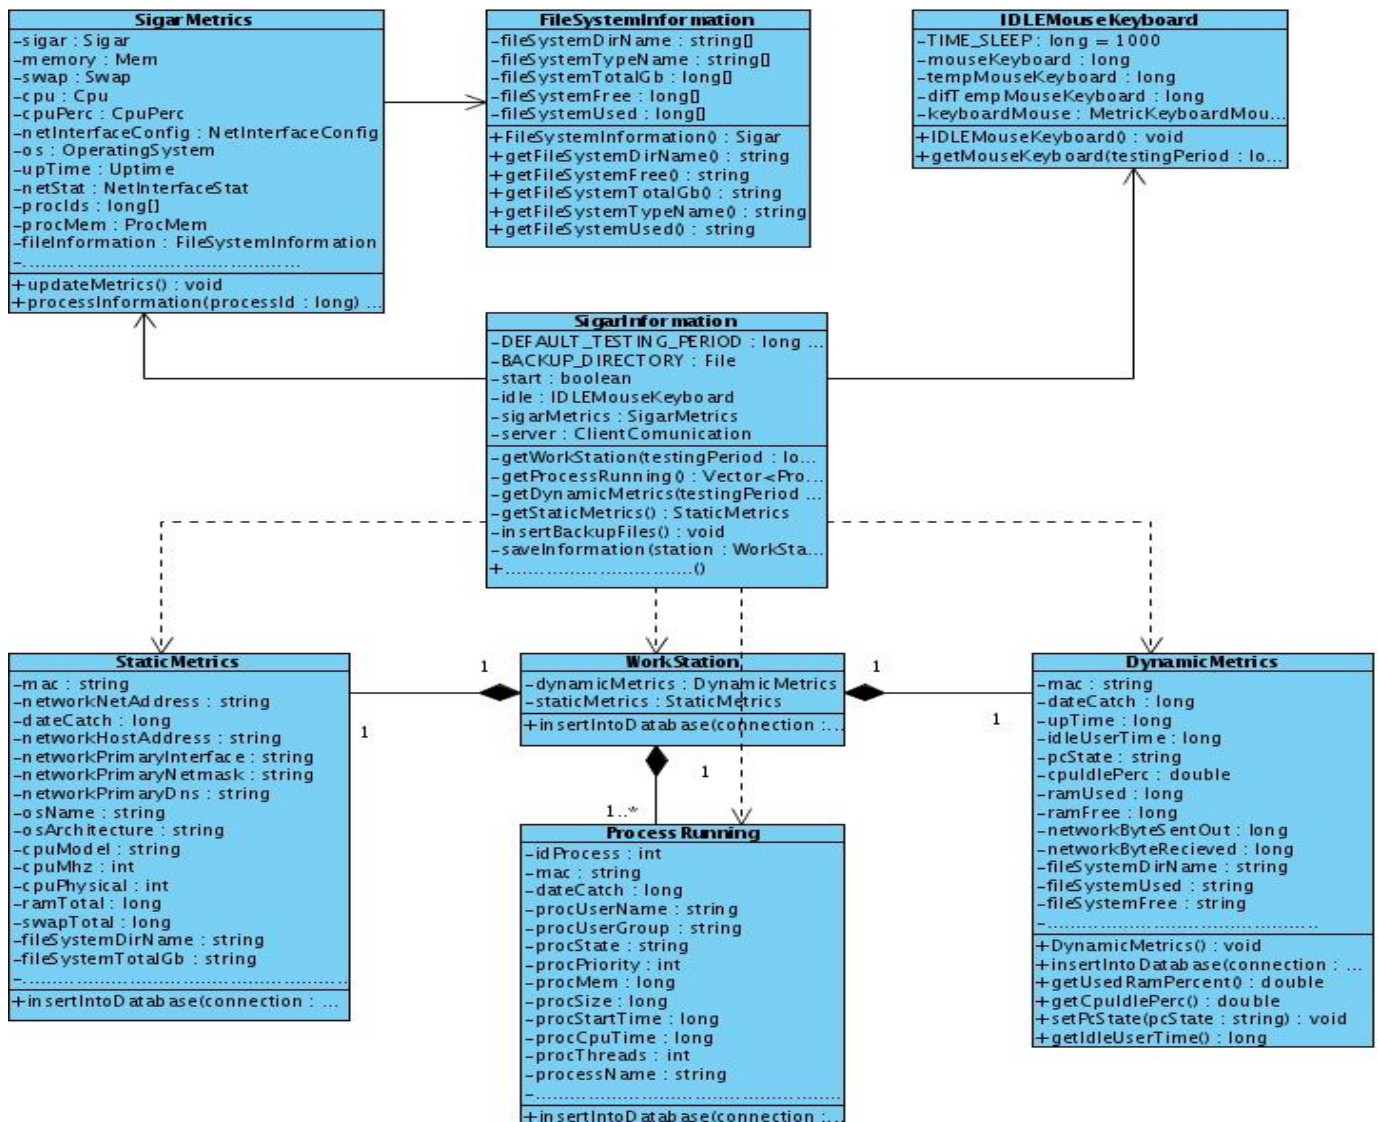 SigarMetrics
-sigar : Sigar
-memory : Mem
-swap : Swap
-cpu : Cpu
-cpuPerc : CpuPerc
-netInterfaceConfig : NetInterfaceConfig
-os : OperatingSystem
-upTime : Uptime
-netStat : NetInterfaceStat
-procIds : long[]
-procMem : ProcMem
-fileInformation : FileSystemInformation
-.............................................
+updateMetrics() : void
+processInformation(processId : long) ...
FileSystemInformation
-fileSystemDirName : string[]
-fileSystemTypeName : string[]
-fileSystemTotalGb : long[]
-fileSystemFree : long[]
-fileSystemUsed : long[]
+FileSystemInformation() : Sigar
+getFileSystemDirName() : string
+getFileSystemFree() : string
+getFileSystemTotalGb() : string
+getFileSystemTypeName() : string
+getFileSystemUsed() : string
IDLEMouseKeyboard
-TIME_SLEEP : long = 1000
-mouseKeyboard : long
-tempMouseKeyboard : long
-difTempMouseKeyboard : long
-keyboardMouse : MetricKeyboardMou...
+IDLEMouseKeyboard() : void
+getMouseKeyboard(testingPeriod : lo...
SigarInformation
-DEFAULT_TESTING_PERIOD : long ...
-BACKUP_DIRECTORY : File
-start : boolean
-idle : IDLEMouseKeyboard
-sigarMetrics : SigarMetrics
-server : ClientComunication
-getWorkStation(testingPeriod : lo...
-getProcessRunning() : Vector<Pro...
-getDynamicMetrics(testingPeriod ...
-getStaticMetrics() : StaticMetrics
-insertBackupFiles() : void
-saveInformation(station : WorkSta...
+................................()
StaticMetrics
-mac : string
-networkNetAddress : string
-dateCatch : long
-networkHostAddress : string
-networkPrimaryInterface : string
-networkPrimaryNetmask : string
-networkPrimaryDns : string
-osName : string
-osArchitecture : string
-cpuModel : string
-cpuMhz : int
-cpuPhysical : int
-ramTotal : long
-swapTotal : long
-fileSystemDirName : string
-fileSystemTotalGb : string
-.....................................................
+insertIntoDatabase(connection : ...
1
1
WorkStation
-dynamicMetrics : DynamicMetrics
-staticMetrics : StaticMetrics
+insertIntoDatabase(connection :...
1
1
1
1..*
Process Running
-idProcess : int
-mac : string
-dateCatch : long
-procUserName : string
-procUserGroup : string
-procState : string
-procPriority : int
-procMem : long
-procSize : long
-procStartTime : long
-procCpuTime : long
-procThreads : int
-processName : string
-....................................................
+insertIntoDatabase(connection :...
DynamicMetrics
-mac : string
-dateCatch : long
-upTime : long
-idleUserTime : long
-pcState : string
-cpuIdlePerc : double
-ramUsed : long
-ramFree : long
-networkByteSentOut : long
-networkByteRecieved : long
-fileSystemDirName : string
-fileSystemUsed : string
-fileSystemFree : string
-..............................................
+DynamicMetrics() : void
+insertIntoDatabase(connection : ...
+getUsedRamPercent() : double
+getCpuIdlePerc() : double
+setPcState(pcState : string) : void
+getIdleUserTime() : long